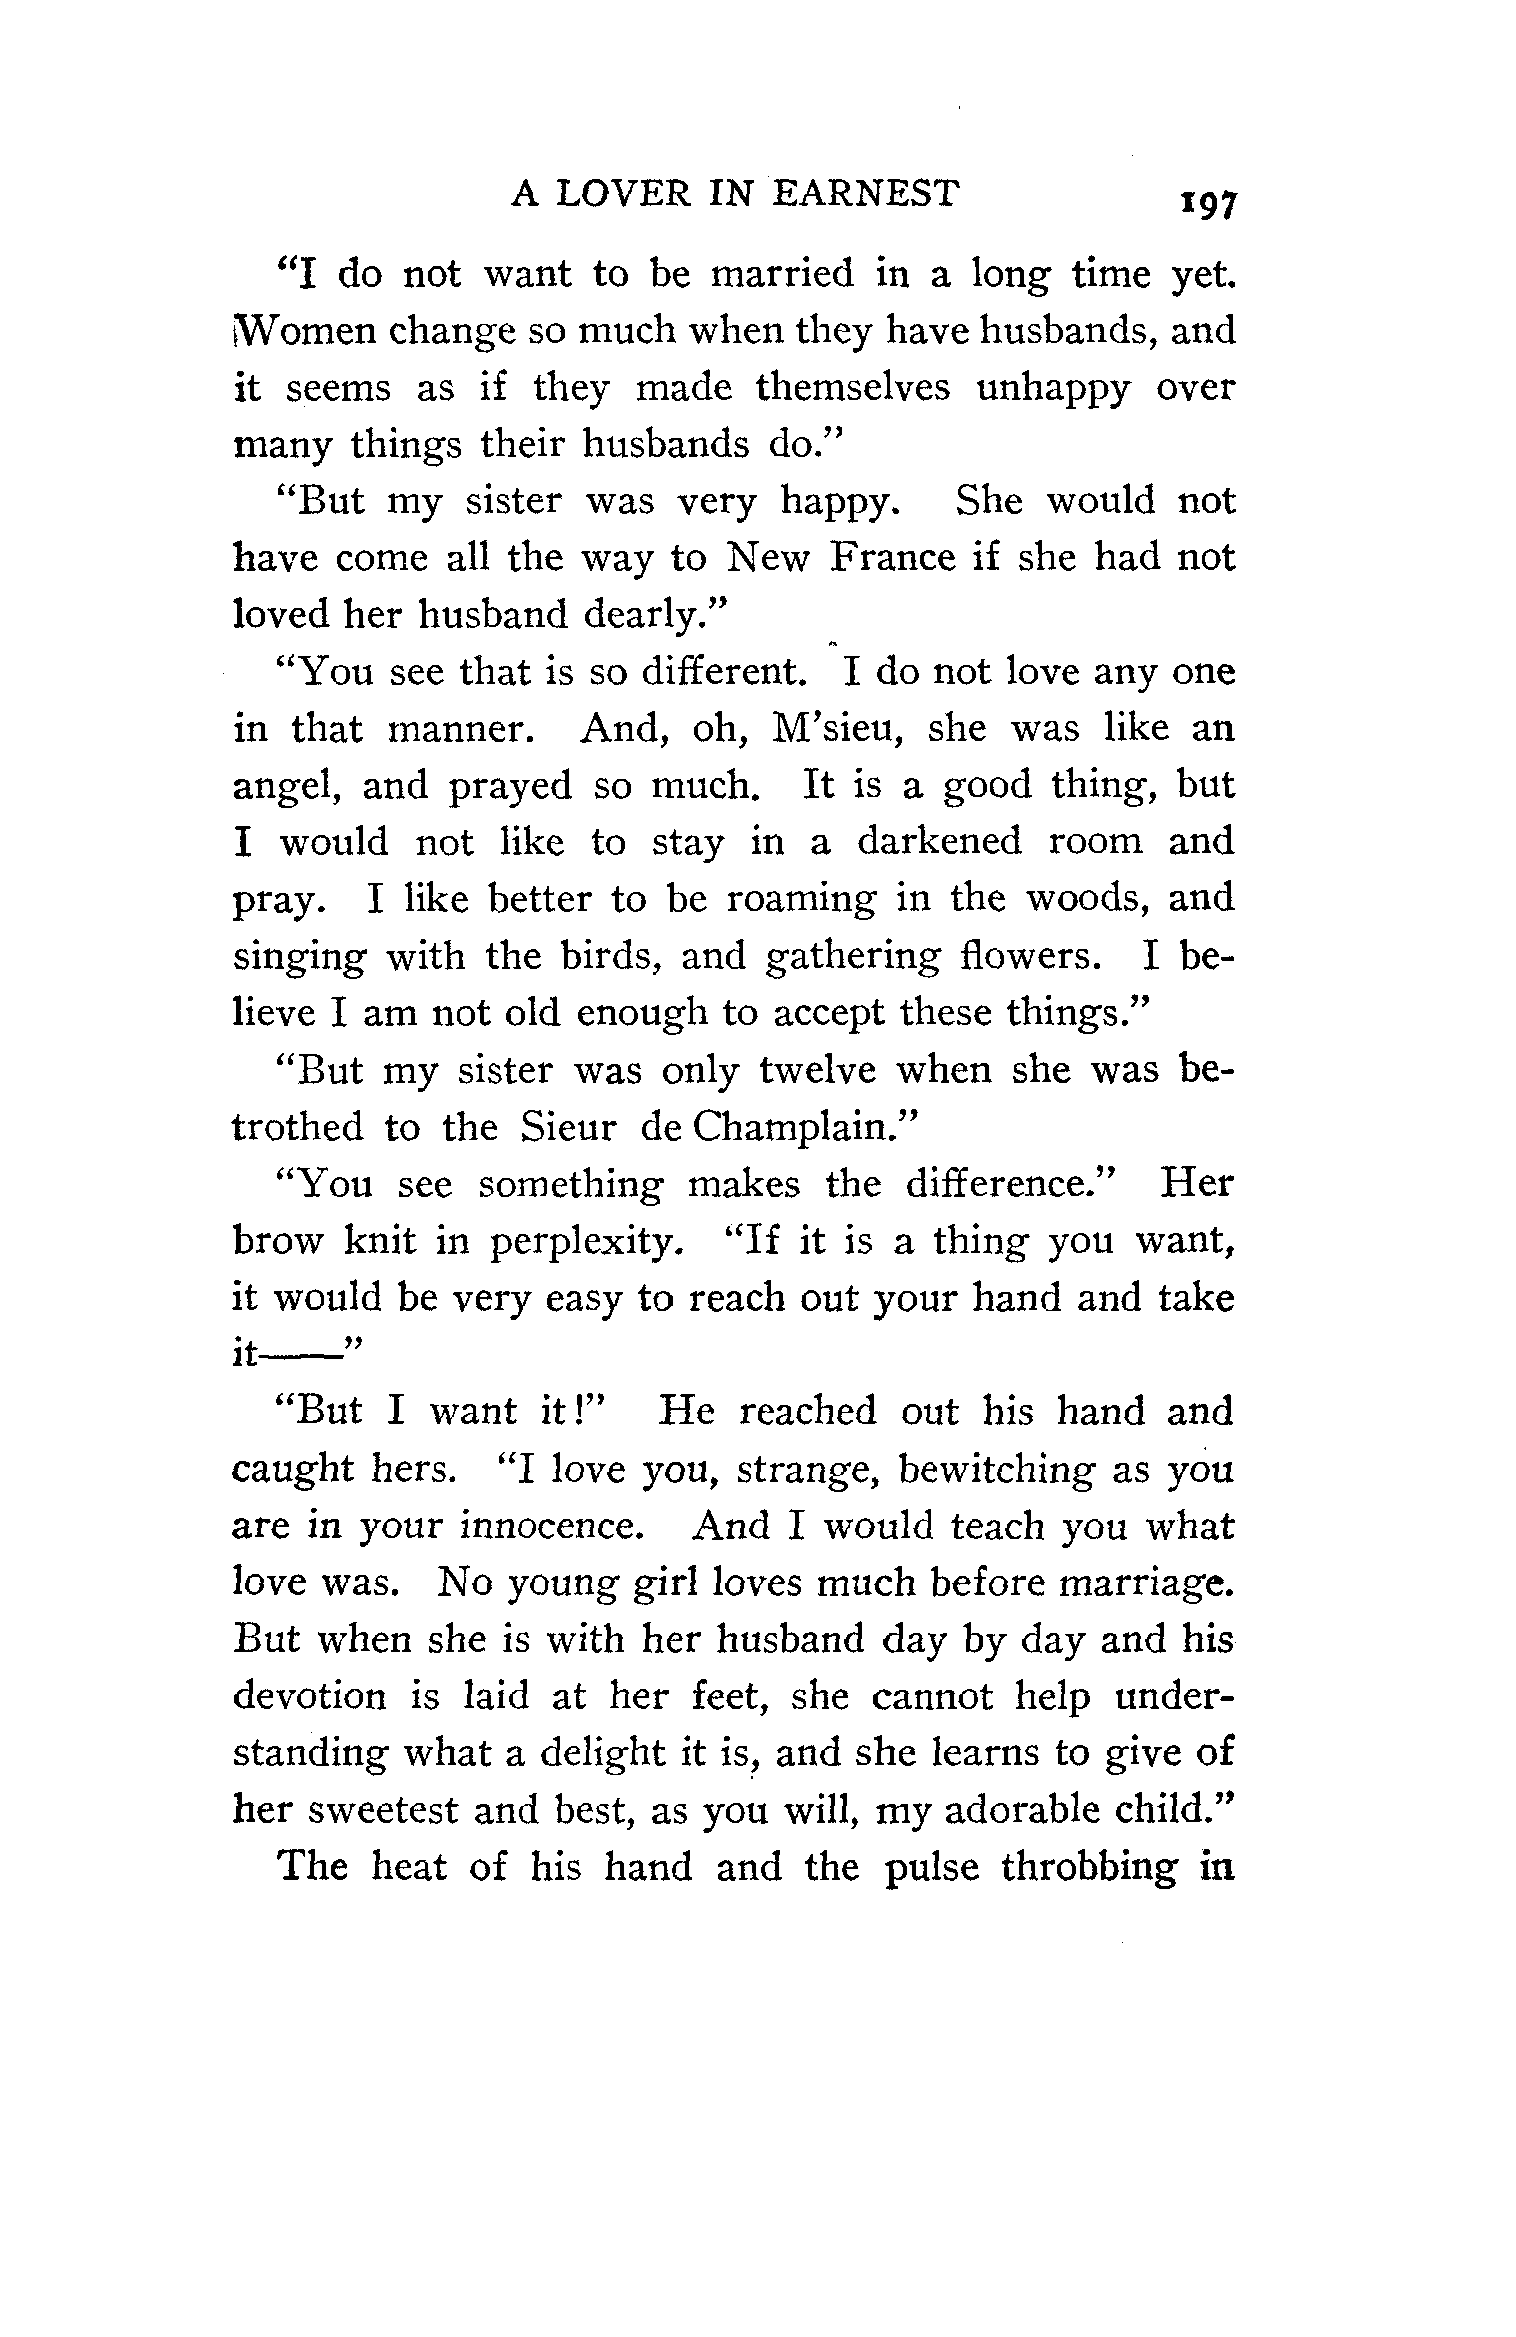 A LOVER IN EARNEST 197
“I do not want to be married in a long time yet.
Women change so much when they have husbands, and
it seems as if they made themselves unhappy over
many things their husbands do.”
“But my sister was very happy. She would not
have come all the way to New France if she had not
loved her husband dearly.”
“You see that is so different. I do not love any one
in that manner. And, oh, M’sieu, she was like an
angel, and prayed so much. It is a good thing, but
I would not like to stay in a darkened room and
pray. I like better to be roaming in the woods, and
singing with the birds, and gathering flowers. I be-
lieve I am not old enough to accept these things.”
“But my sister was only twelve when she was be-
trothed to the Sieur de Champlain.”
“You see something makes the difference.” Her
brow knit in perplexity. “If it is a thing you want,
it would be very easy to reach out your hand and take
it——”
“But I want it!” He reached out his hand and
caught hers. “I love you, strange, bewitching as you
are in your innocence. And I would teach you what
love was. No young girl loves much before marriage.
But when she is with her husband day by day and his
devotion is laid at her feet, she cannot help under-
standing what a delight it is, and she learns to give of
her sweetest and best, as you will, my adorable child.”
The heat of his hand and the pulse throbbing in